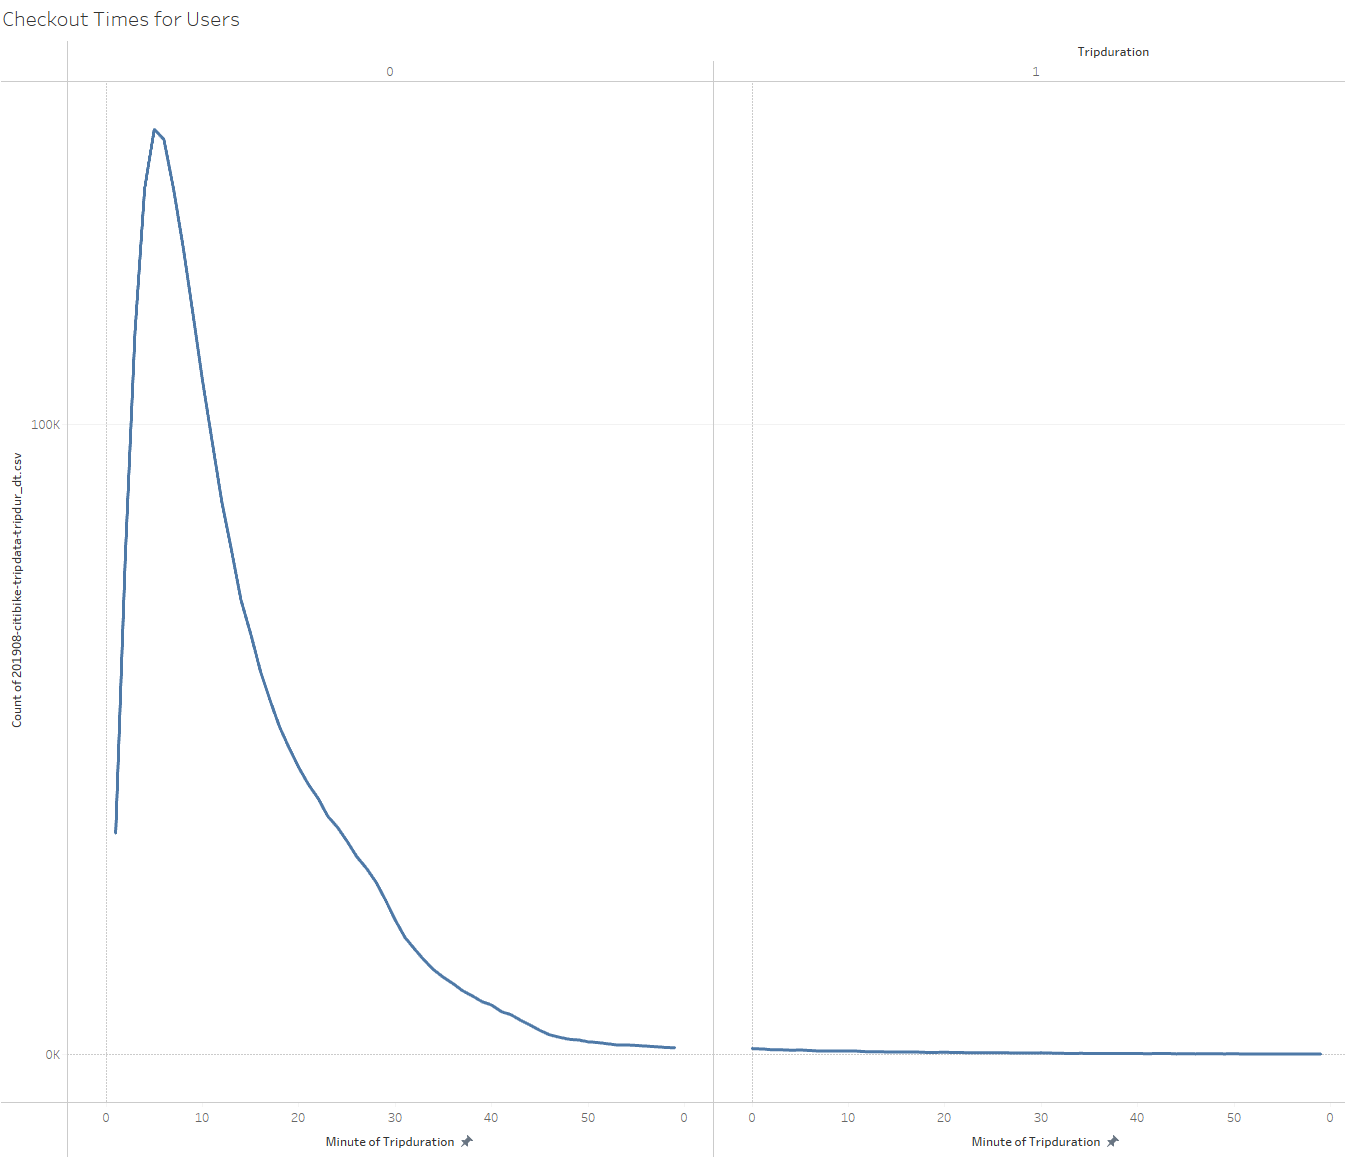 Checkout Times for Users
Tripduration
0
1
Count of 201908-citibike-tripdata-tripdur_dt.csv
100K
0K
0 10 20 30 40 50 0
0 10 20 30 40 50 0
Minute of Tripduration
Minute of Tripduration